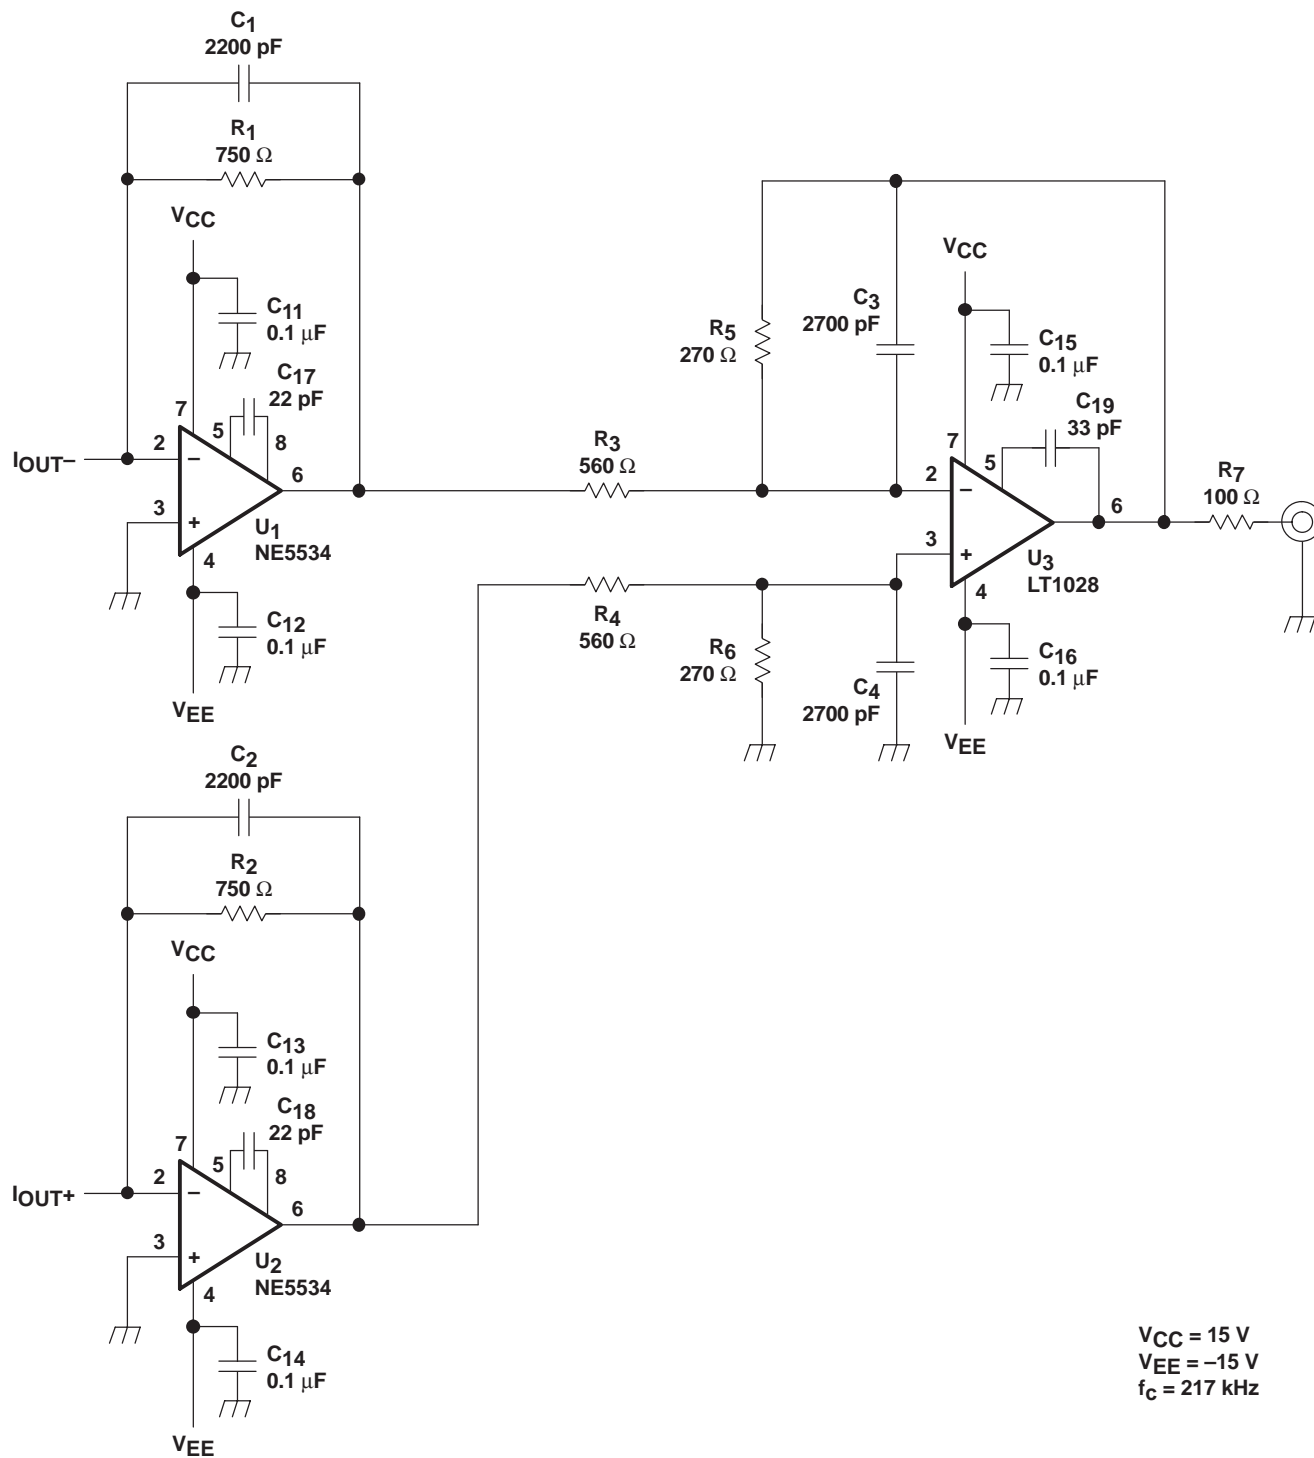 C1
2200 pF
R1
750 Ω
VCC
C11
0.1 μF
C17
22 pF
7
5
8
2
6
IOUT–
–
3
+
U1
NE5534
4
C12
0.1 μF
VEE
R3
560 Ω
R5
270 Ω
C3
2700 pF
VCC
C15
0.1 μF
C19
33 pF
7
5
2
–
6
R7
100 Ω
3
+
U3
LT1028
4
R4
560 Ω
R6
270 Ω
C4
2700 pF
C16
0.1 μF
VEE
C2
2200 pF
R2
750 Ω
VCC
C13
0.1 μF
C18
22 pF
7
5
8
2
6
IOUT+
–
3
+
U2
NE5534
4
C14
0.1 μF
VEE
VCC = 15 V
VEE = –15 V
fC = 217 kHz